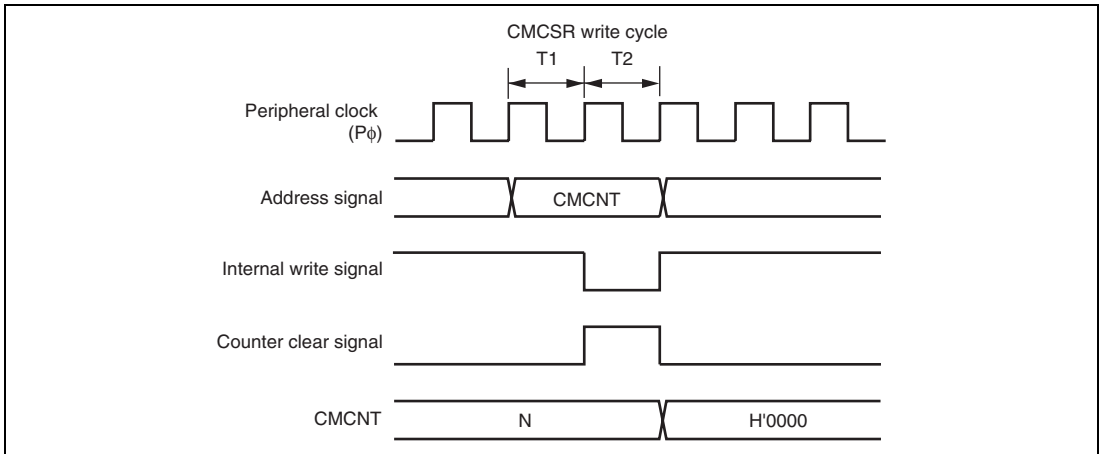 CMCSR write cycle
T1 T2
Peripheral clock
(Pφ)
Address signal CMCNT
Internal write signal
Counter clear signal
CMCNT N H'0000